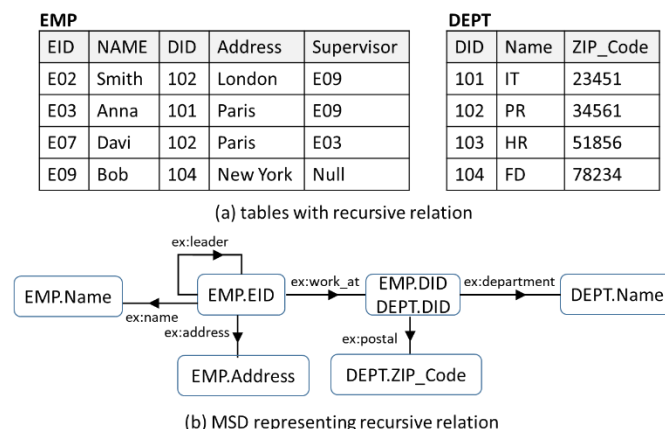 EMP
EID NAME DID Address Supervisor
E02 Smith 102 London E09
E03 Anna 101 Paris E09
E07 Davi 102 Paris E03
E09 Bob 104 New York Null
DEPT
DID Name ZIP_Code
101 IT 23451
102 PR 34561
103 HR 51856
104 FD 78234
(a) tables with recursive relation
ex:leader
EMP.Name
ex:name
EMP.EID
ex:work_at
EMP.DID
DEPT.DID
ex:department
DEPT.Name
ex:address
ex:postal
EMP.Address
DEPT.ZIP_Code
(b) MSD representing recursive relation